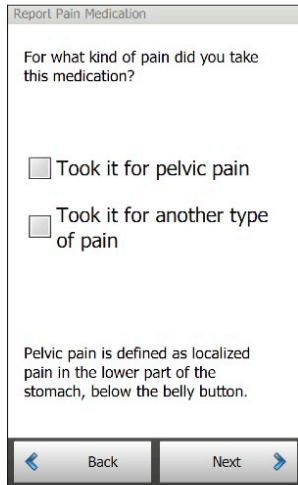 Report Pain Medication
For what kind of pain did you take
this medication?
Took it for pelvic pain
Took it for another type
of pain
Pelvic pain is defined as localized
pain in the lower part of the
stomach, below the belly button.
Back
Next